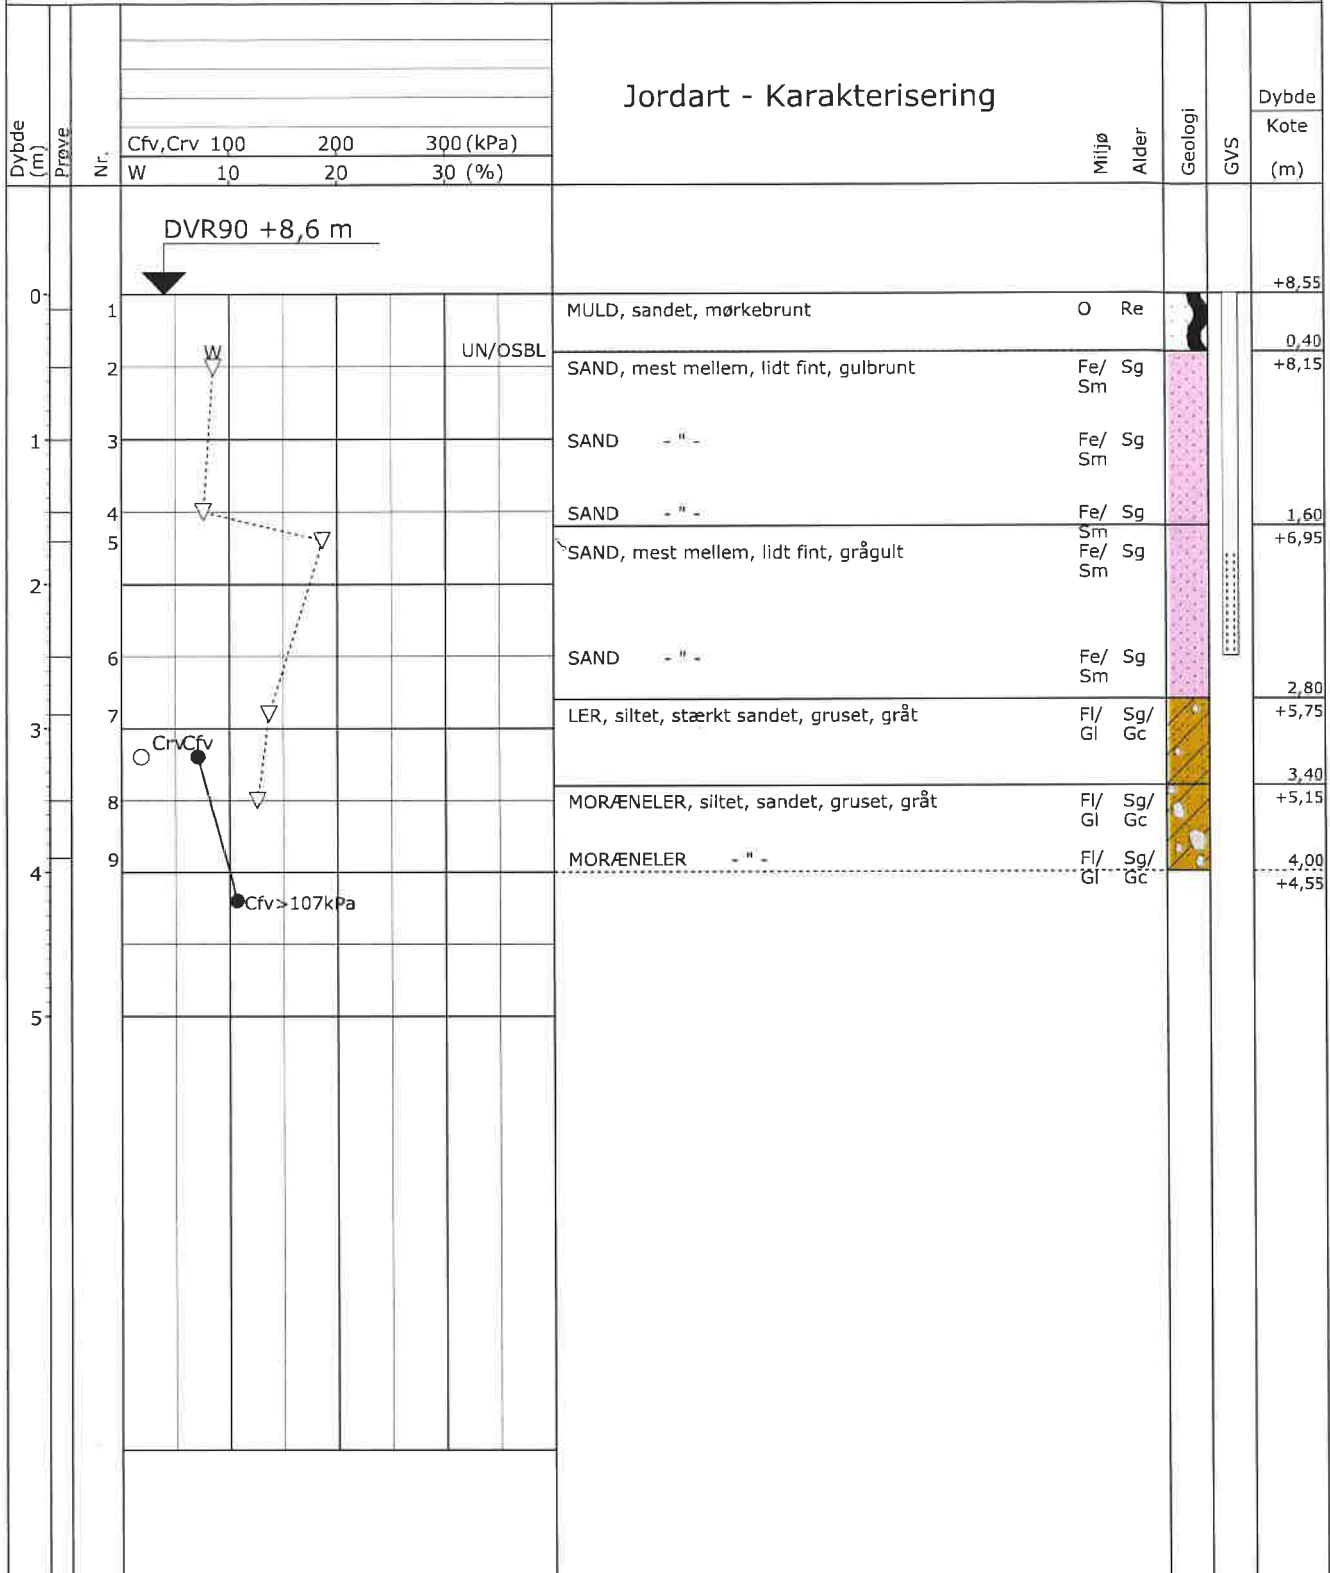 Jordart - Karakterisering
Dybde (m)
Prøve
Nr.
Cfv,Crv 100 200 300 (kPa)
W 10 20 30 (%)
Miljø
Alder
Geologi
GVS
Dybde
Kote
(m)
DVR90 +8,6 m
+8,55
0
1 MULD, sandet, mørkebrunt O Re
0,40
W UN/OSBL
2 SAND, mest mellem, lidt fint, gulbrunt Fe/ Sg +8,15
Sm
1 3 SAND - " - Fe/ Sg
Sm
4 SAND - " - Fe/ Sg 1,60
Sm
+6,95
5 SAND, mest mellem, lidt fint, grågult Fe/ Sg
Sm
2
6 SAND - " - Fe/ Sg
Sm
2,80
7 LER, siltet, stærkt sandet, gruset, gråt Fl/ Sg/ +5,75
Gl Gc
3
Crv Cfv
3,40
8 MORÆNELER, siltet, sandet, gruset, gråt Fl/ Sg/ +5,15
Gl Gc
9 MORÆNELER - " - Fl/ Sg/ 4,00
4 Gl Gc +4,55
Cfv>107kPa
5